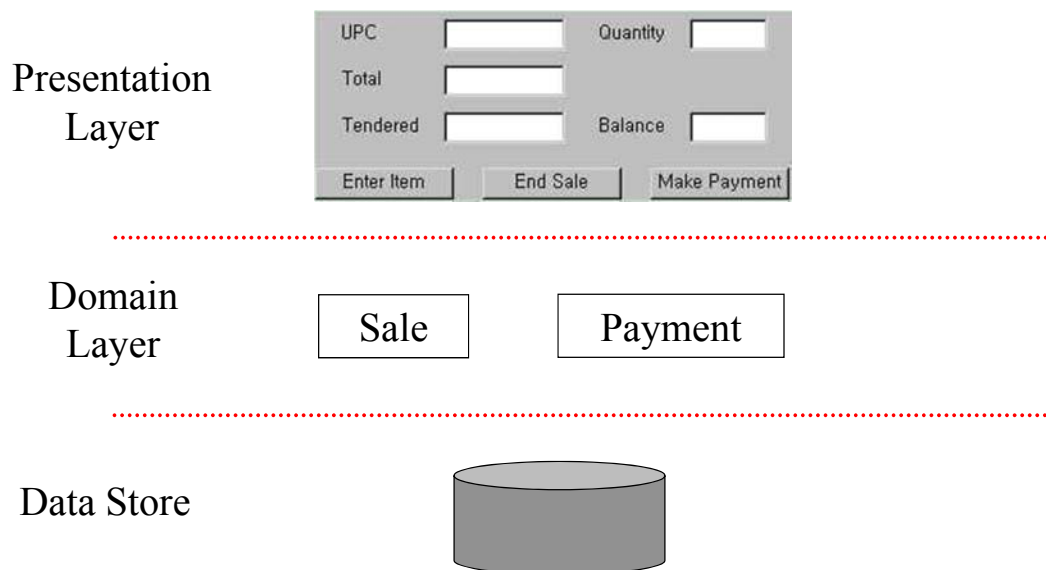 Presentation
Layer
UPC Quantity
Total
Tendered Balance
Enter Item End Sale Make Payment
Domain
Layer
Sale Payment
Data Store